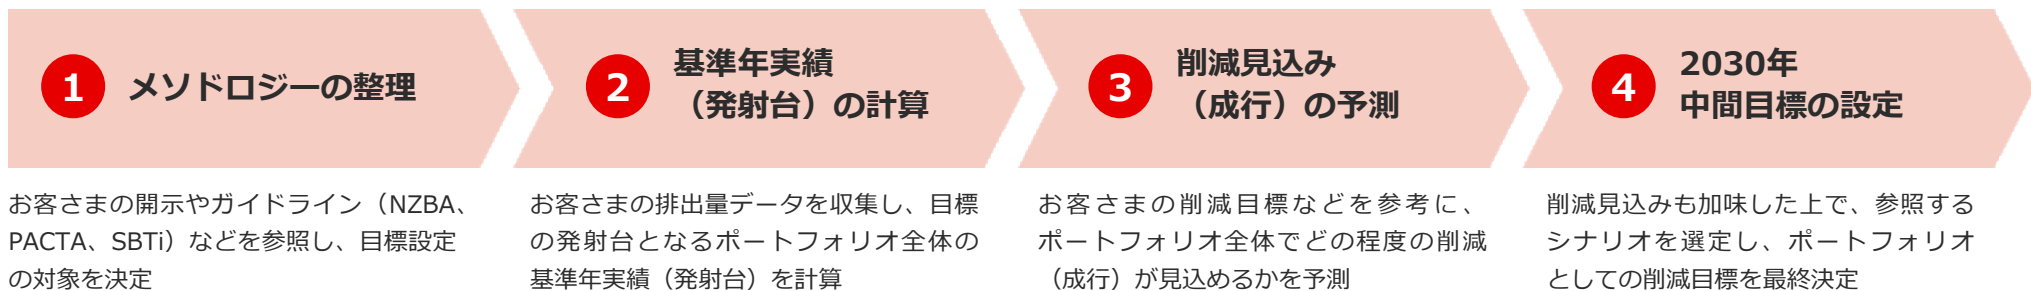 1 メソドロジーの整理
お客さまの開示やガイドライン（NZBA、
PACTA、SBTi）などを参照し、目標設定
の対象を決定
2 基準年実績
（発射台）の計算
お客さまの排出量データを収集し、目標
の発射台となるポートフォリオ全体の
基準年実績（発射台）を計算
3 削減見込み
（成行）の予測
お客さまの削減目標などを参考に、
ポートフォリオ全体でどの程度の削減
（成行）が見込めるかを予測
4 2030年
中間目標の設定
削減見込みも加味した上で、参照する
シナリオを選定し、ポートフォリオ
としての削減目標を最終決定